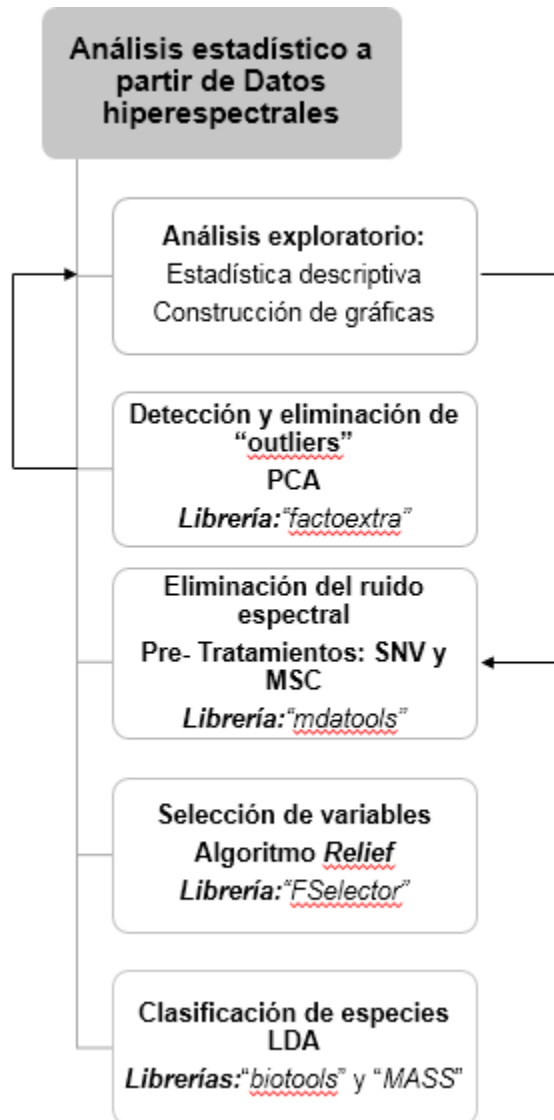 Análisis estadístico a
partir de Datos
hiperespectrales
Análisis exploratorio:
Estadística descriptiva
Construcción de gráficas
Detección y eliminación de
“outliers”
PCA
Librería:“factoextra”
Eliminación del ruido
espectral
Pre- Tratamientos: SNV y
MSC
Librería:“mdatools”
Selección de variables
Algoritmo Relief
Librería:“FSelector”
Clasificación de especies
LDA
Librerías:“biotools” y “MASS”